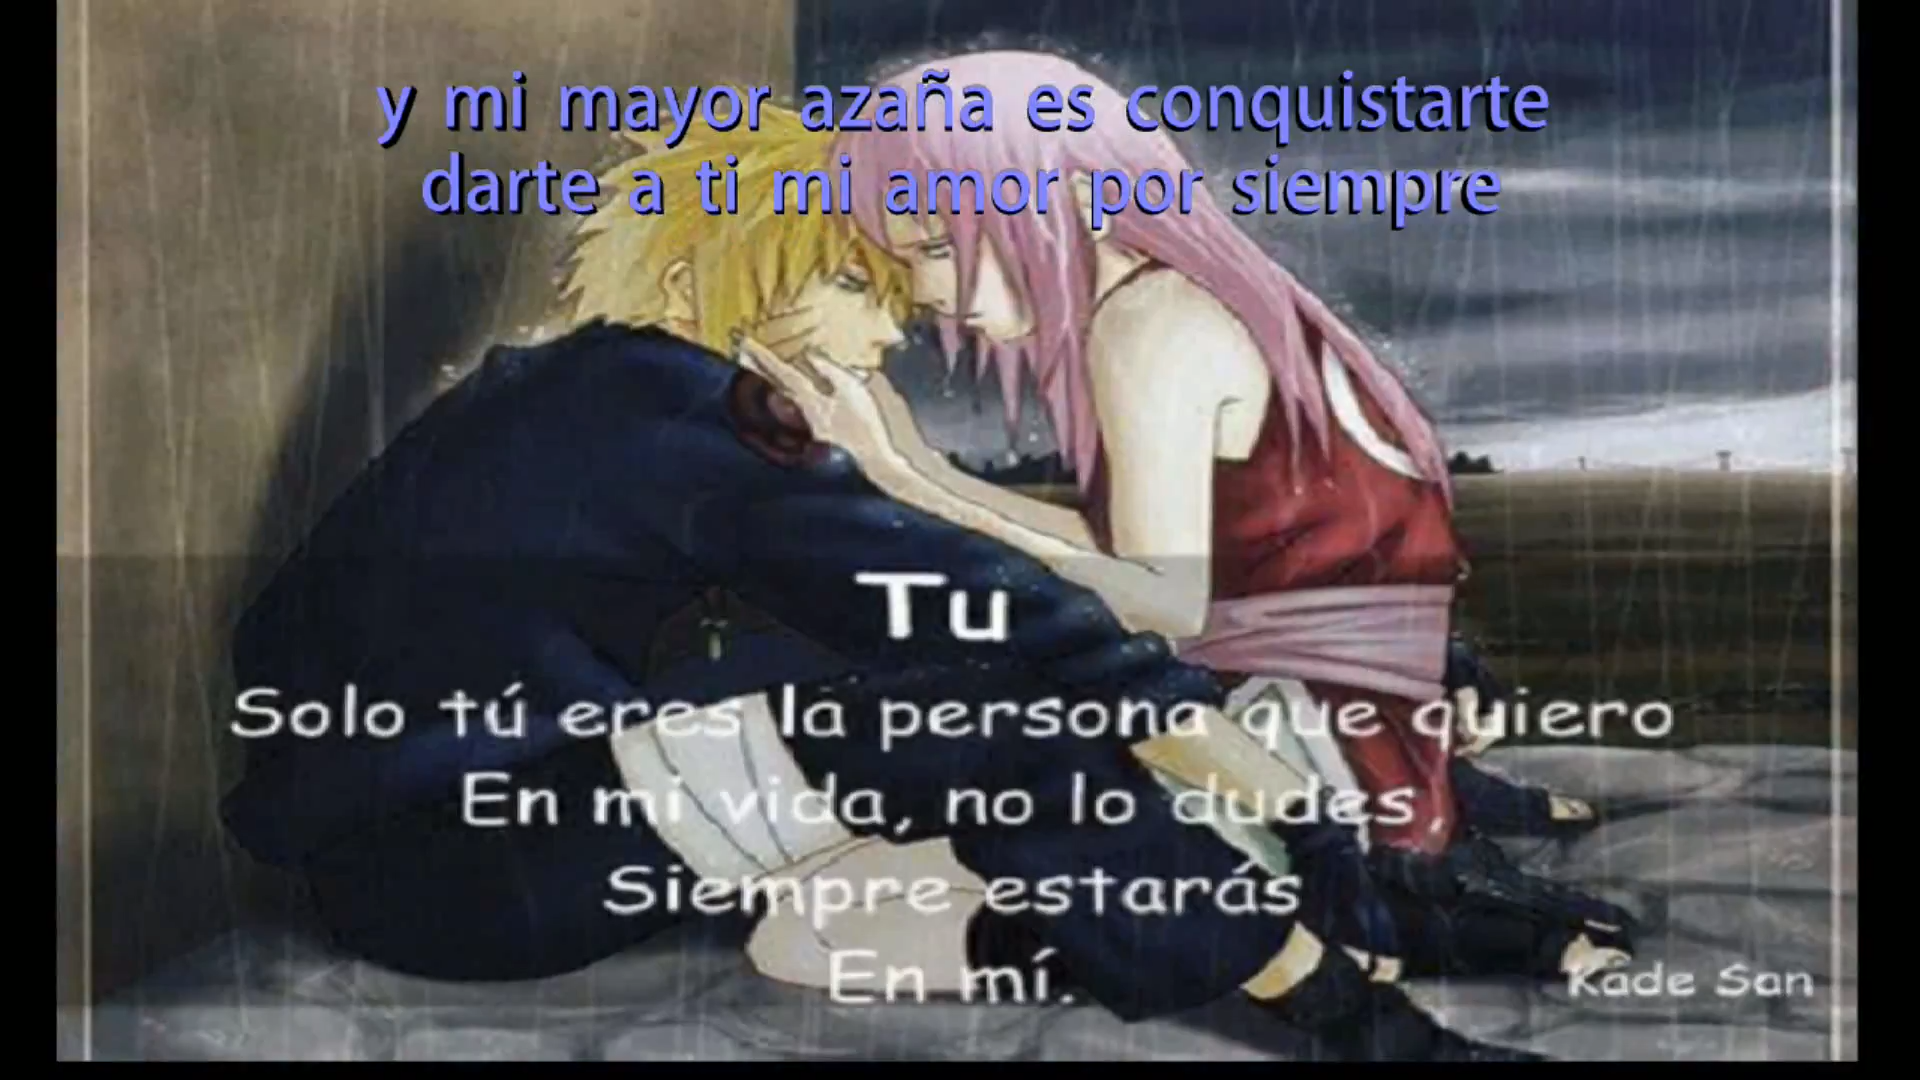 y mi mayor azaña es conquistarte
darte a ti mi amor por siempre
Tu
Solo tú eres la persona que quiero
En mi vida, no lo dudes,
Siempre estarás
En mí.
Kade San